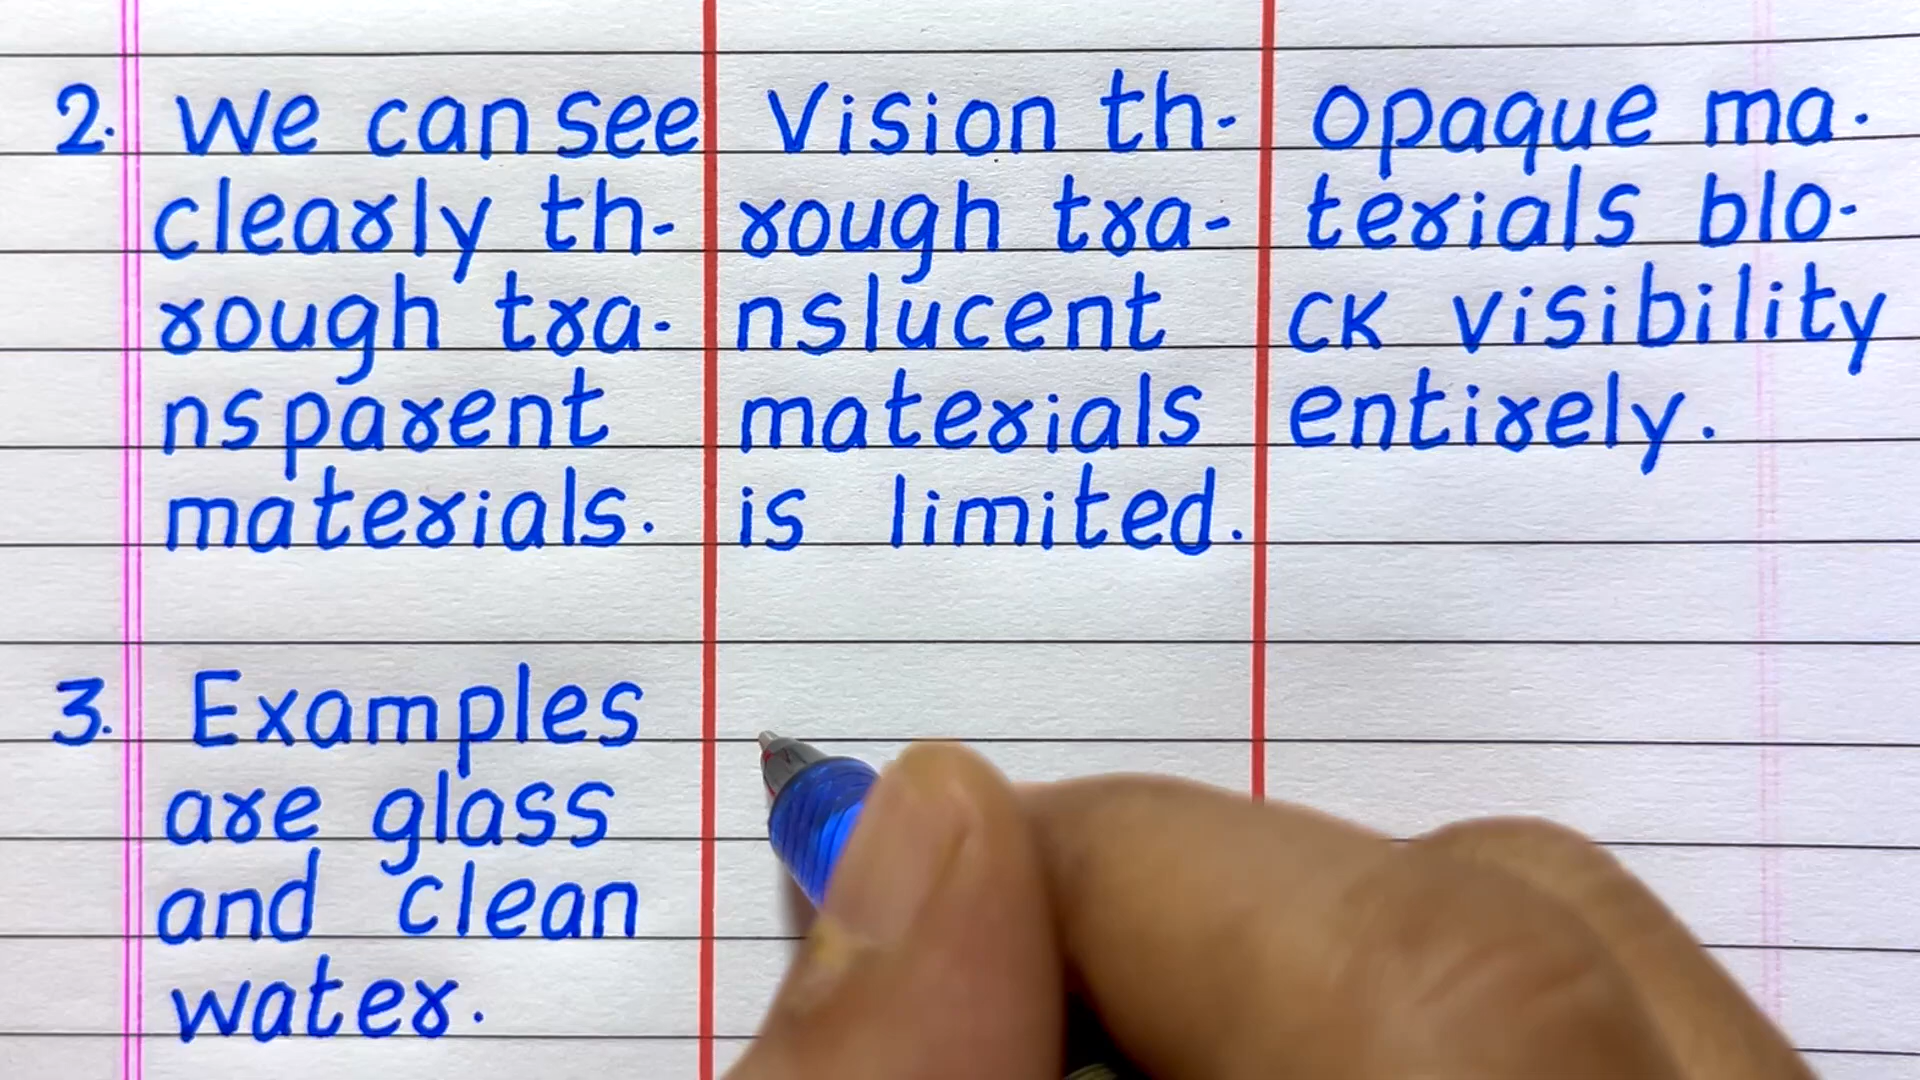 2. We can see
clearly th-
rough tra-
nsparent
materials.
Vision th-
rough tra-
nslucent
materials
is limited.
opaque ma-
terials blo-
ck visibility
entirely.
3. Examples
are glass
and clean
water.